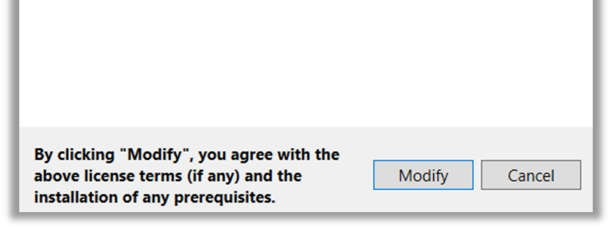 By clicking "Modify", you agree with the
above license terms (if any) and the
installation of any prerequisites.
Modify
Cancel